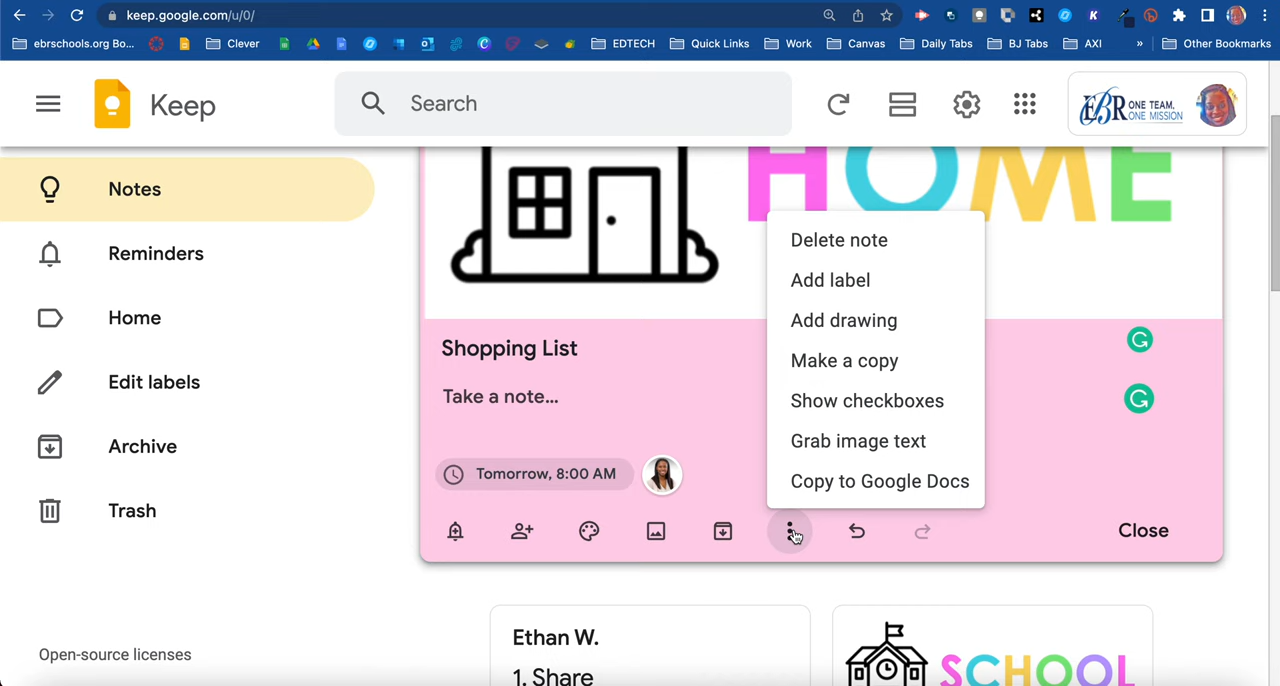 keep.google.com/u/0/
ebrschools.org Bo...
Clever
EDTECH
Quick Links
Work
Canvas
Daily Tabs
BJ Tabs
AXI
»
Other Bookmarks
Keep
Search
EBR ONE TEAM.
ONE MISSION
Notes
Reminders
Home
Edit labels
Archive
Trash
Open-source licenses
HOME
Delete note
Add label
Add drawing
Make a copy
Show checkboxes
Grab image text
Copy to Google Docs
Shopping List
Take a note...
Tomorrow, 8:00 AM
Close
Ethan W.
1. Share
SCHOOL